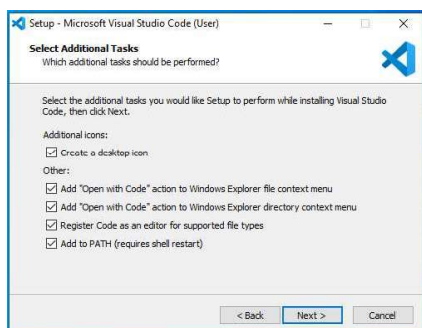 Setup - Microsoft Visual Studio Code (User)
Select Additional Tasks
Which additional tasks should be performed?
Select the additional tasks you would like Setup to perform while installing Visual Studio
Code, then click Next.
Additional icons:
Create a desktop icon
Other:
Add "Open with Code" action to Windows Explorer file context menu
Add "Open with Code" action to Windows Explorer directory context menu
Register Code as an editor for supported file types
Add to PATH (requires shell restart)
< Back Next > Cancel